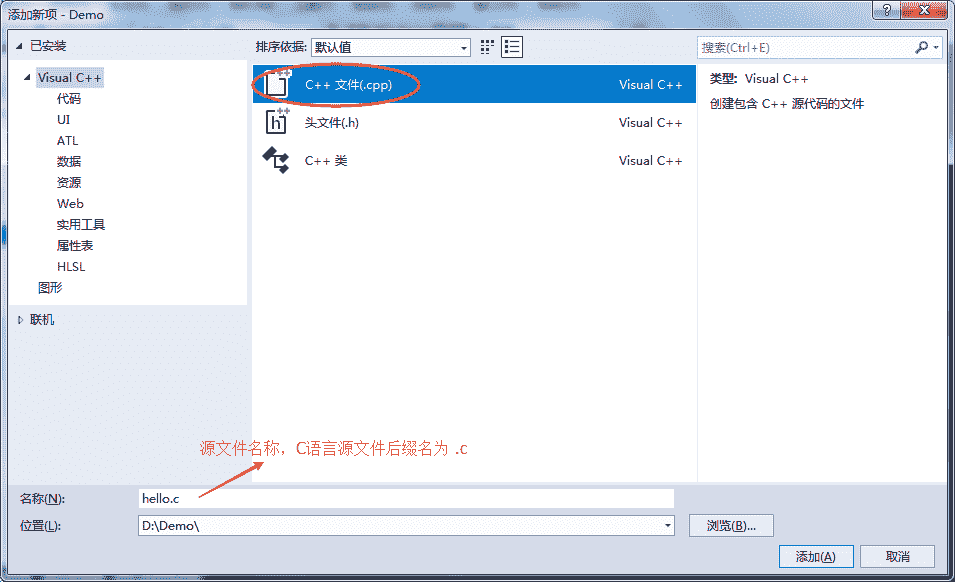 添加新项 - Demo
已安装
排序依据: 默认值
搜索(Ctrl+E)
Visual C++
代码
UI
ATL
数据
资源
Web
实用工具
属性表
HLSL
图形
联机
C++ 文件(.cpp) Visual C++
头文件(.h) Visual C++
C++ 类 Visual C++
类型: Visual C++
创建包含 C++ 源代码的文件
源文件名称，C语言源文件后缀名为 .c
名称(N): hello.c
位置(L): D:\Demo\
浏览(B)...
添加(A) 取消